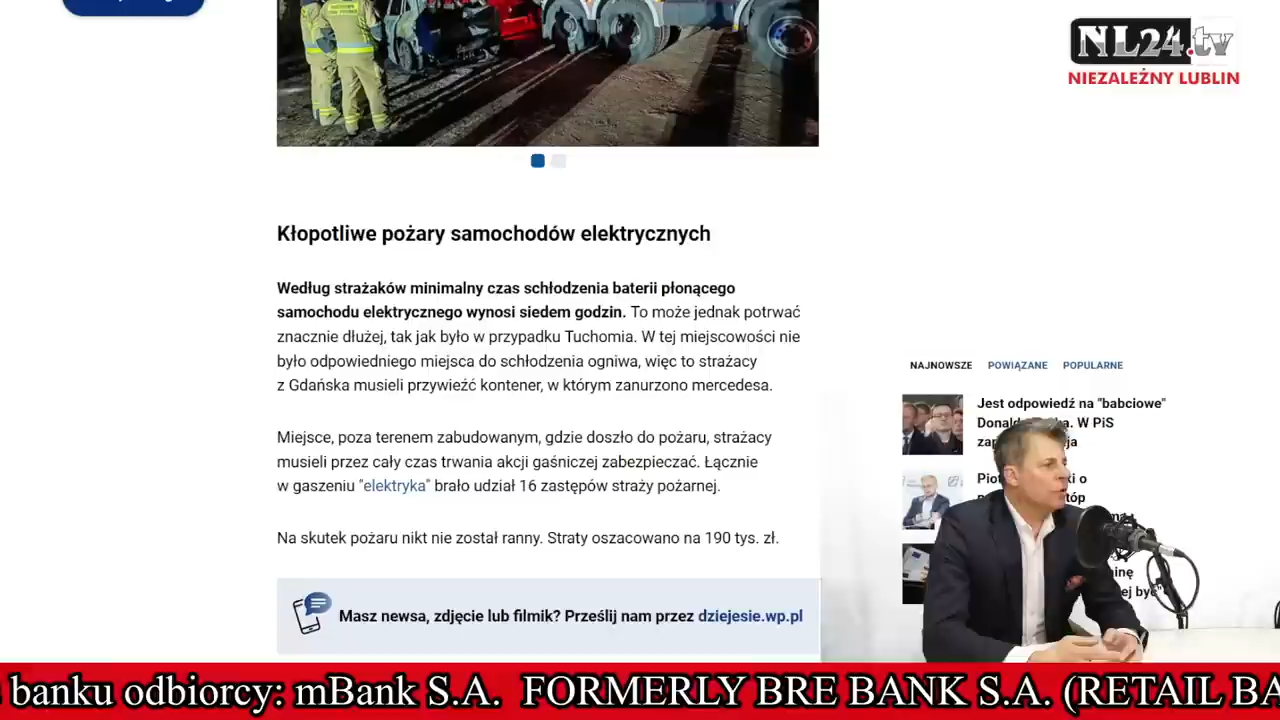 NL24.tv
NIEZALEŻNY LUBLIN
Kłopotliwe pożary samochodów elektrycznych
Według strażaków minimalny czas schłodzenia baterii płonącego
samochodu elektrycznego wynosi siedem godzin. To może jednak potrwać
znacznie dłużej, tak jak było w przypadku Tuchomia. W tej miejscowości nie
było odpowiedniego miejsca do schłodzenia ogniwa, więc to strażacy
z Gdańska musieli przywieźć kontener, w którym zanurzono mercedesa.
Miejsce, poza terenem zabudowanym, gdzie doszło do pożaru, strażacy
musieli przez cały czas trwania akcji gaśniczej zabezpieczać. Łącznie
w gaszeniu "elektryka" brało udział 16 zastępów straży pożarnej.
Na skutek pożaru nikt nie został ranny. Straty oszacowano na 190 tys. zł.
Masz newsa, zdjęcie lub filmik? Prześlij nam przez dziejesie.wp.pl
NAJNOWSZE POWIĄZANE POPULARNE
Jest odpowiedź na "babciowe"
W PiS
być"
banku odbiorcy: mBank S.A. FORMERLY BRE BANK S.A. (RETAIL